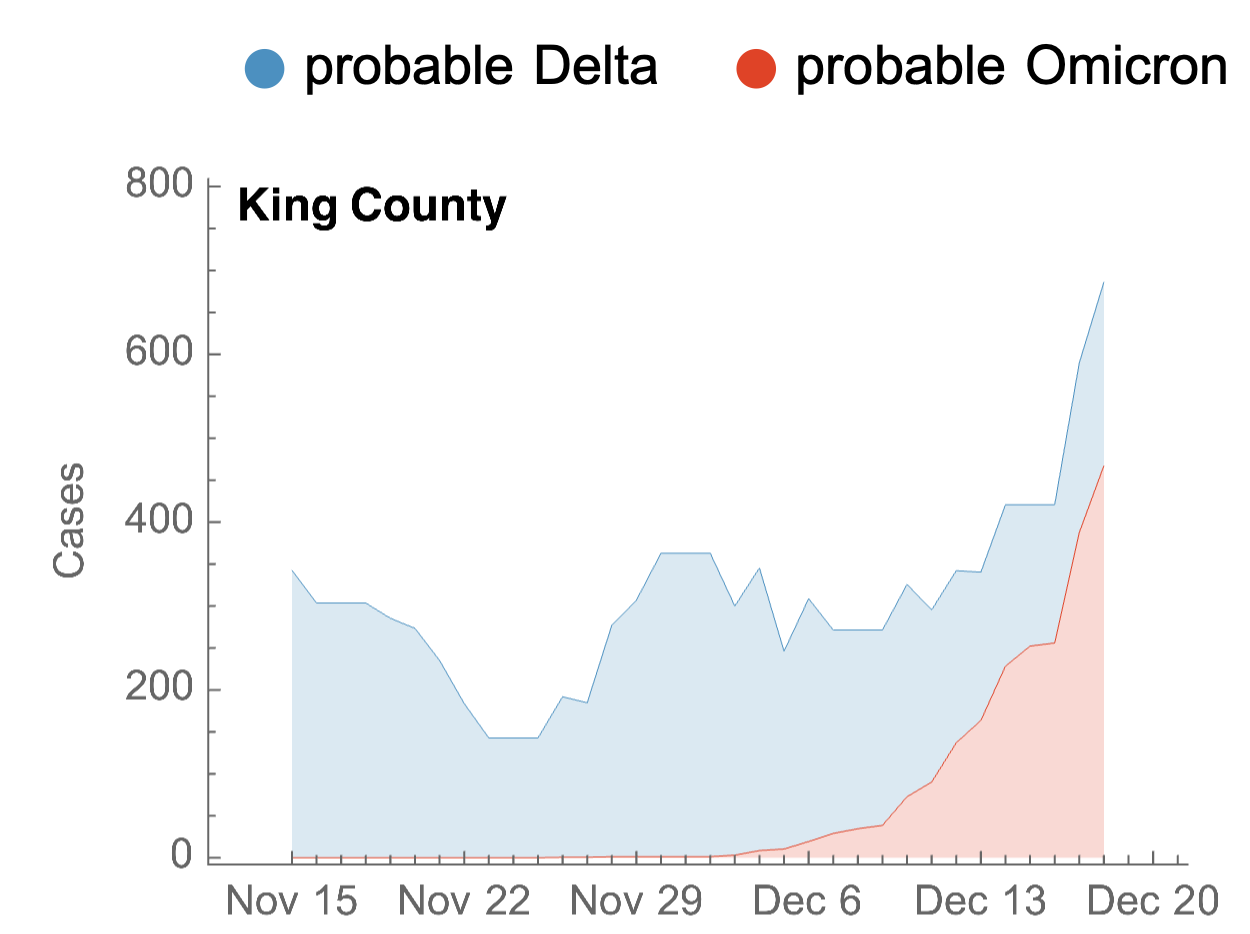 probable Delta probable Omicron
King County
800
600
400
200
0
Cases
Nov 15 Nov 22 Nov 29 Dec 6 Dec 13 Dec 20